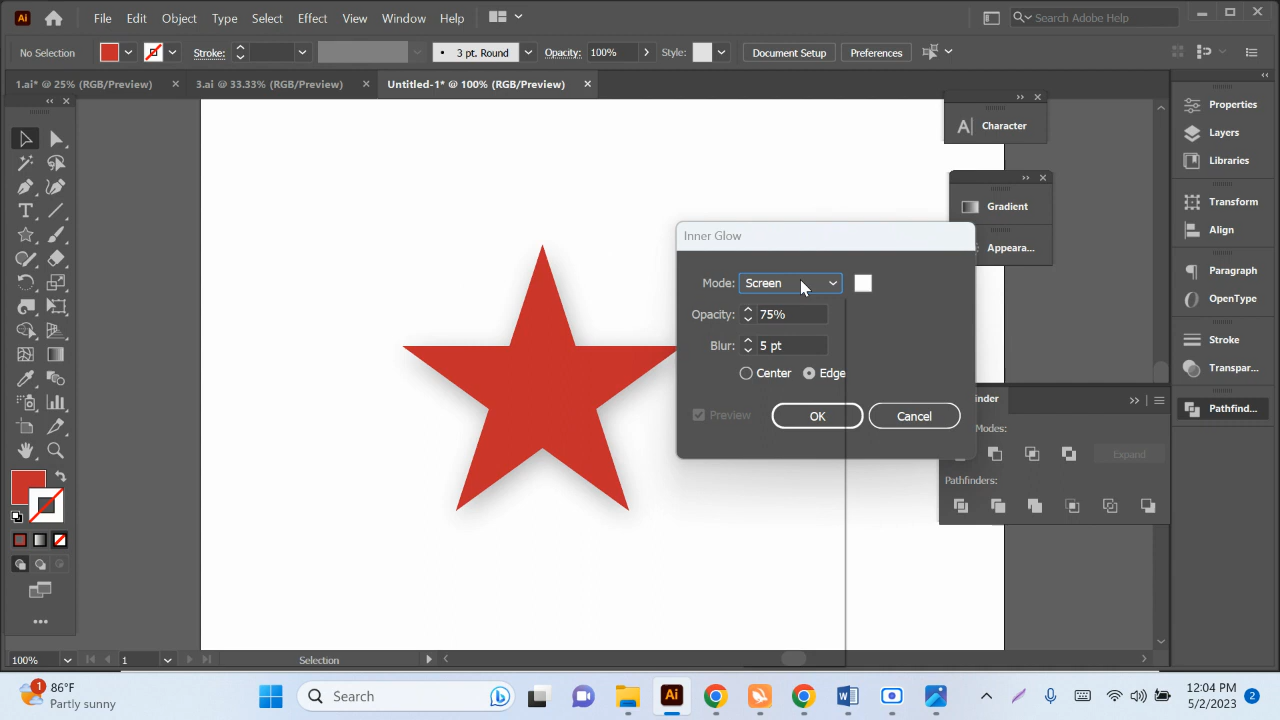 Ai File Edit Object Type Select Effect View Window Help Search Adobe Help
No Selection Stroke: 3 pt. Round Opacity: 100% Style: Document Setup Preferences
1.ai* @ 25% (RGB/Preview) 3.ai @ 33.33% (RGB/Preview) Untitled-1* @ 100% (RGB/Preview)
Properties
Character
Layers
Libraries
Transform
Gradient
Align
Inner Glow
Appeara...
Paragraph
Mode: Screen
OpenType
Opacity: 75%
Stroke
Blur: 5 pt
Transpar...
Center Edge
Preview OK Cancel
Pathfind...
Modes:
Expand
Pathfinders:
100% 1 Selection
1 86°F
Partly sunny
Search
Ai
12:04 PM
5/2/2023
2